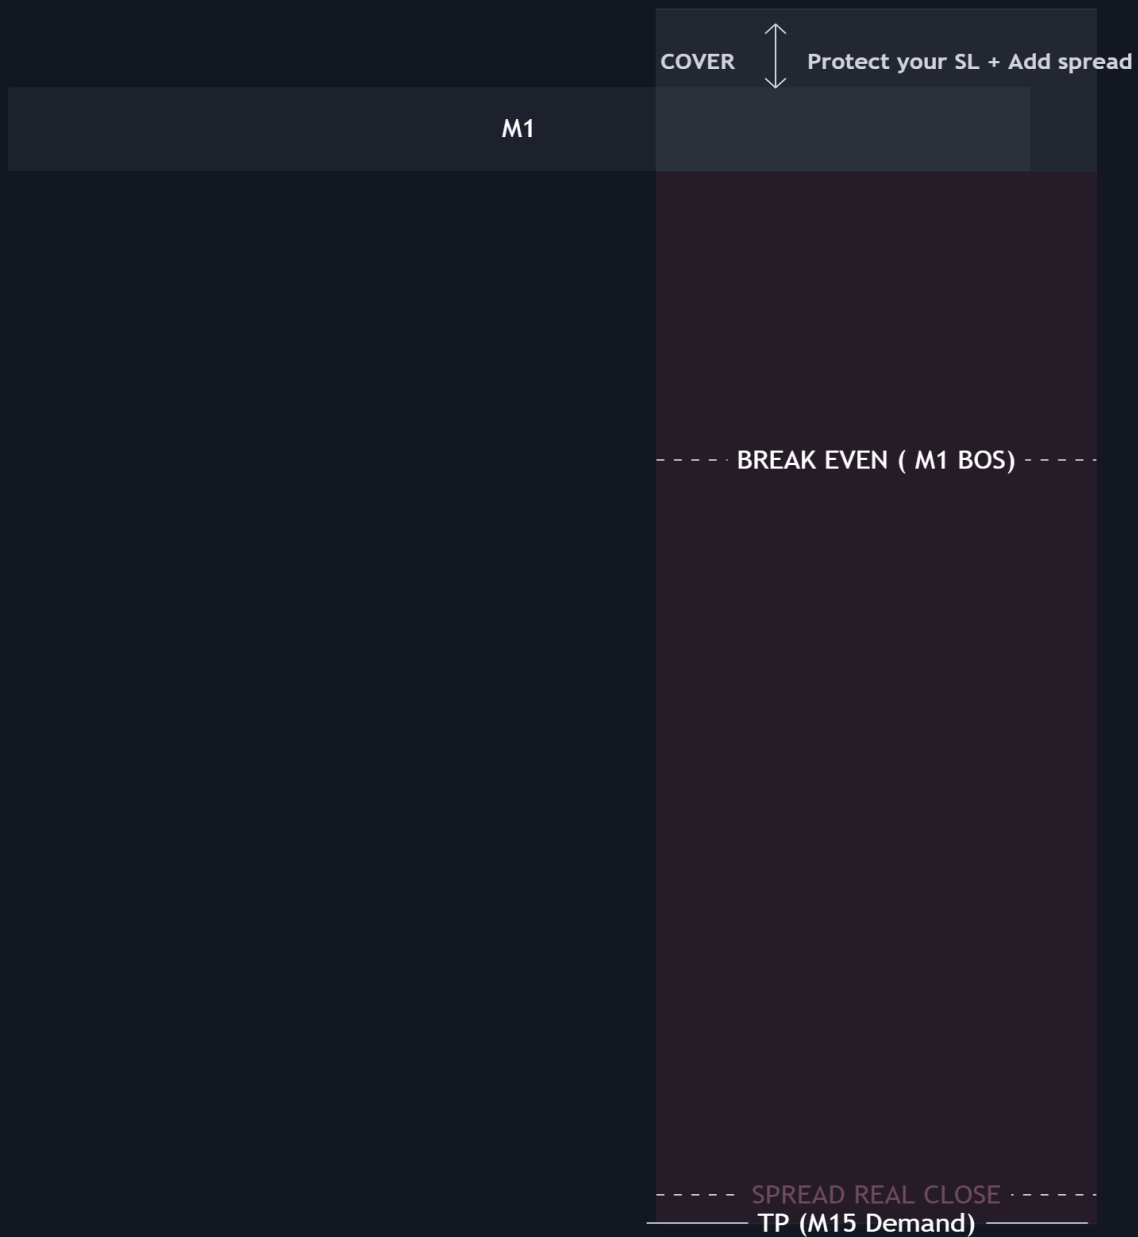 COVER Protect your SL + Add spread
M1
BREAK EVEN ( M1 BOS)
SPREAD REAL CLOSE
TP (M15 Demand)